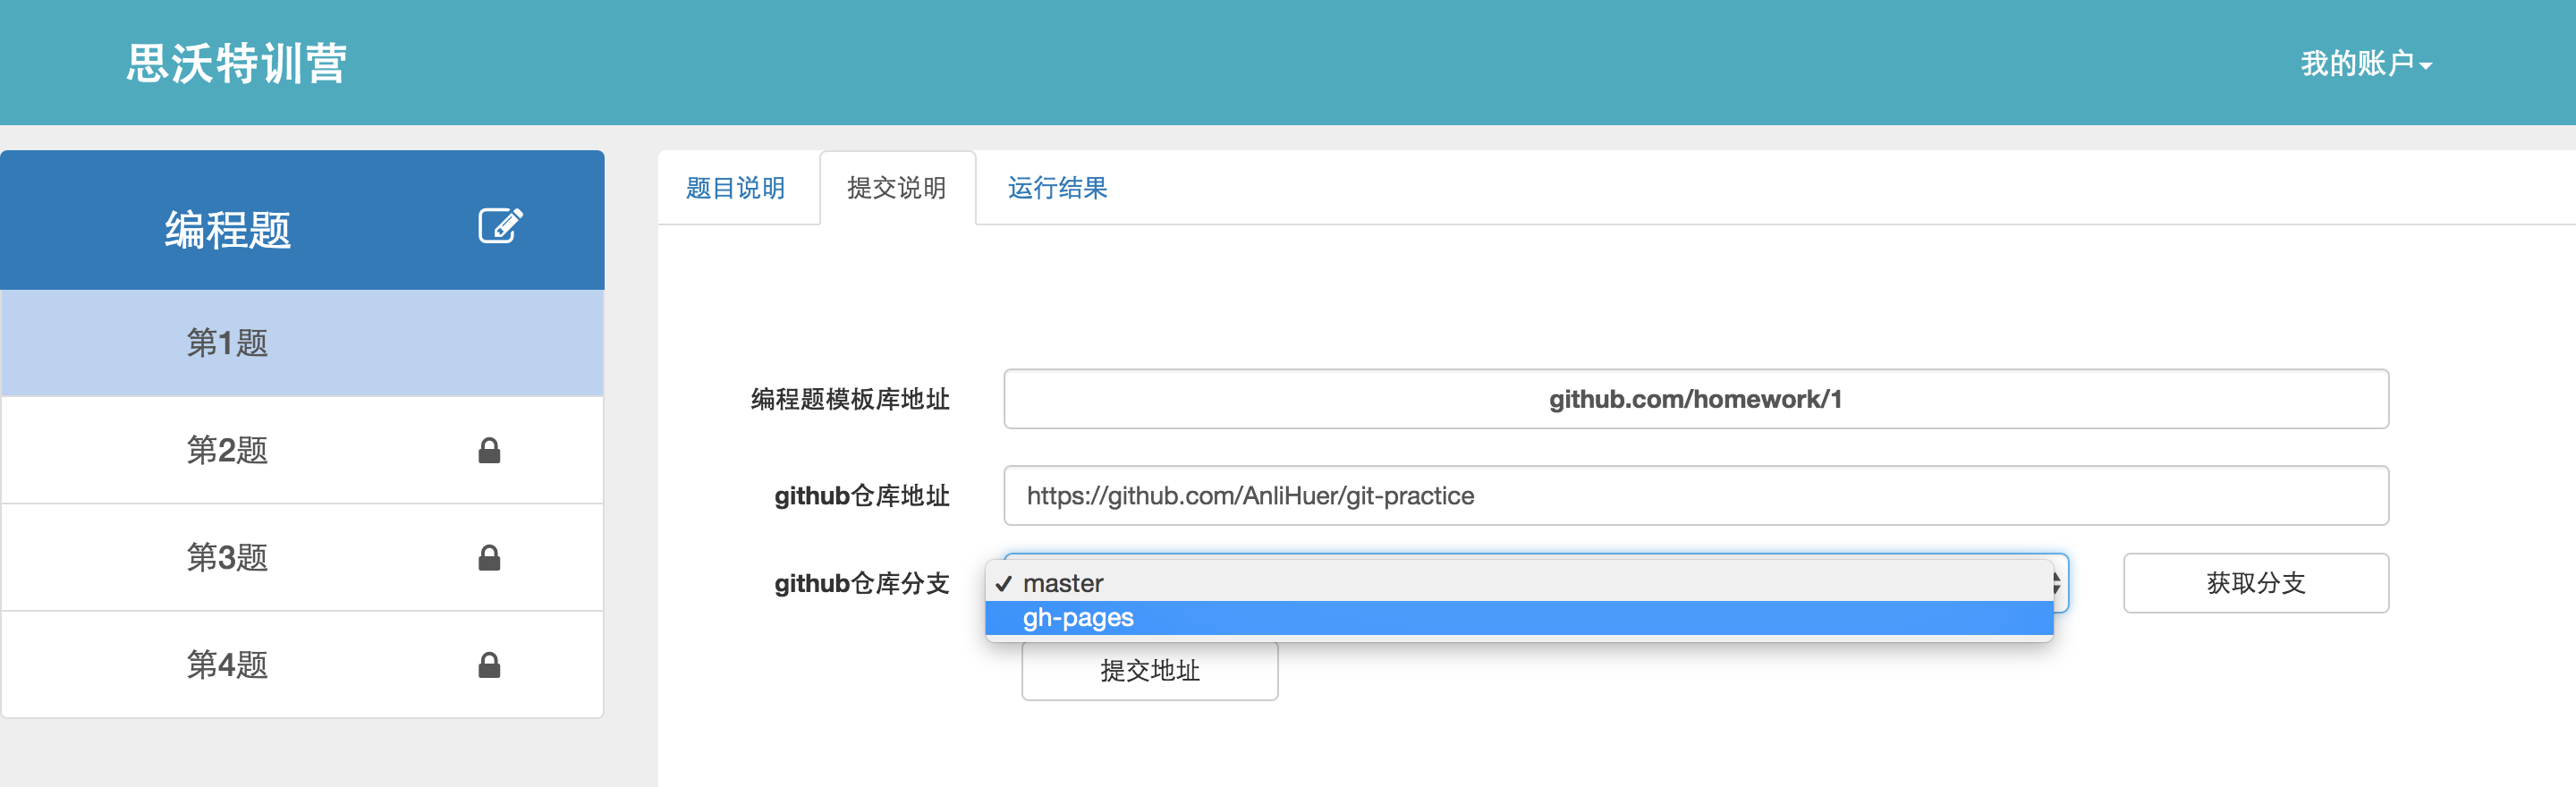 思沃特训营
我的账户
编程题
第1题
第2题
第3题
第4题
题目说明
提交说明
运行结果
编程题模板库地址
github.com/homework/1
github仓库地址
https://github.com/AnliHuer/git-practice
github仓库分支
master
gh-pages
获取分支
提交地址